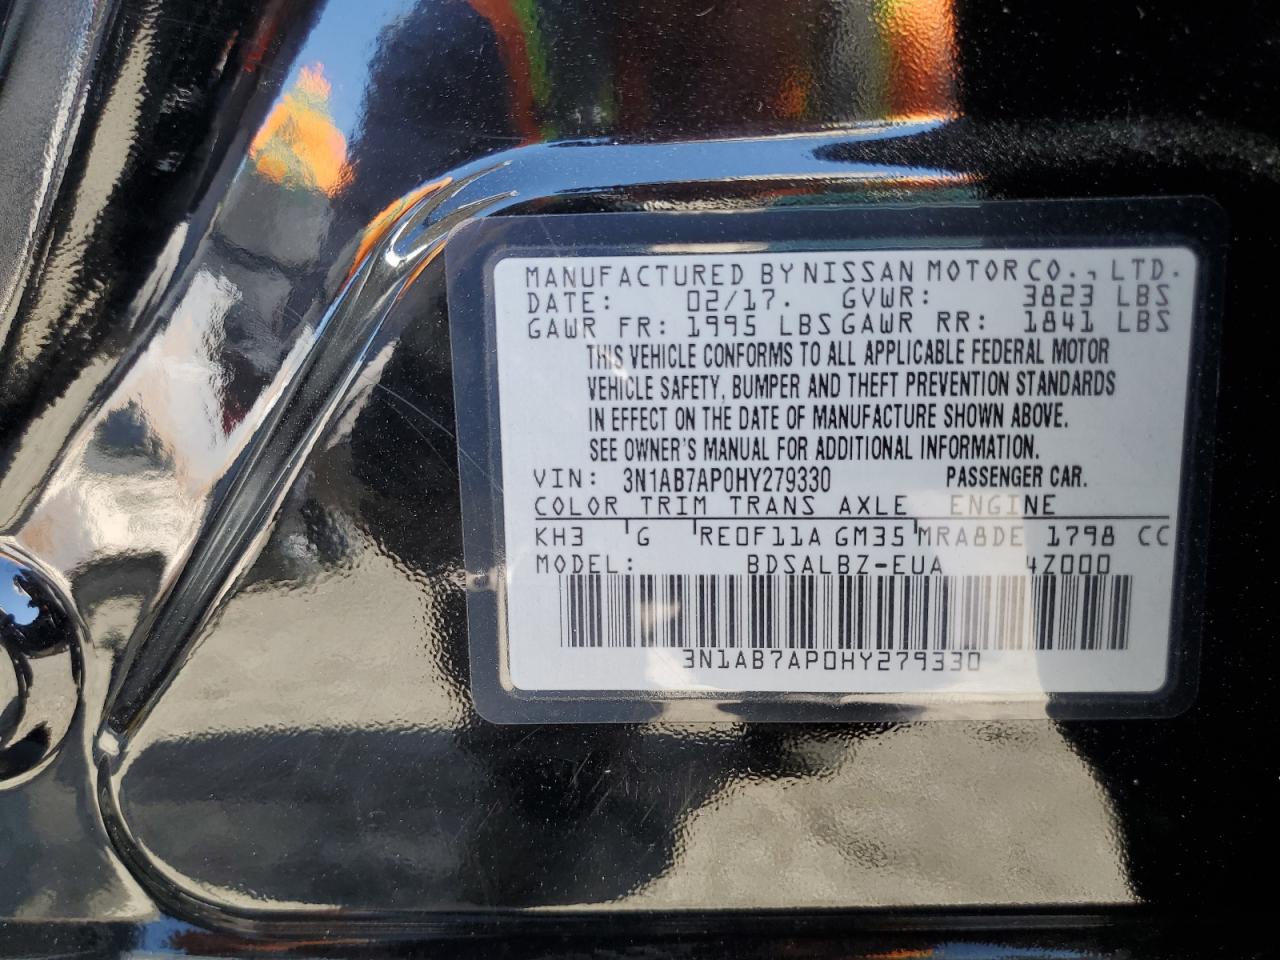 MANUFACTURED BY NISSAN MOTOR CO., LTD.
DATE: 02/17. GVWR: 3823 LBS
GAWR FR: 1995 LBS GAWR RR: 1841 LBS
THIS VEHICLE CONFORMS TO ALL APPLICABLE FEDERAL MOTOR
VEHICLE SAFETY, BUMPER AND THEFT PREVENTION STANDARDS
IN EFFECT ON THE DATE OF MANUFACTURE SHOWN ABOVE.
SEE OWNER'S MANUAL FOR ADDITIONAL INFORMATION.
VIN: 3N1AB7AP0HY279330 PASSENGER CAR.
COLOR TRIM TRANS AXLE ENGINE
KH3 G RE0F11A GM35 MRA8DE 1798 CC
MODEL: BDSALBZ-EUA 4Z000
3N1AB7AP0HY279330